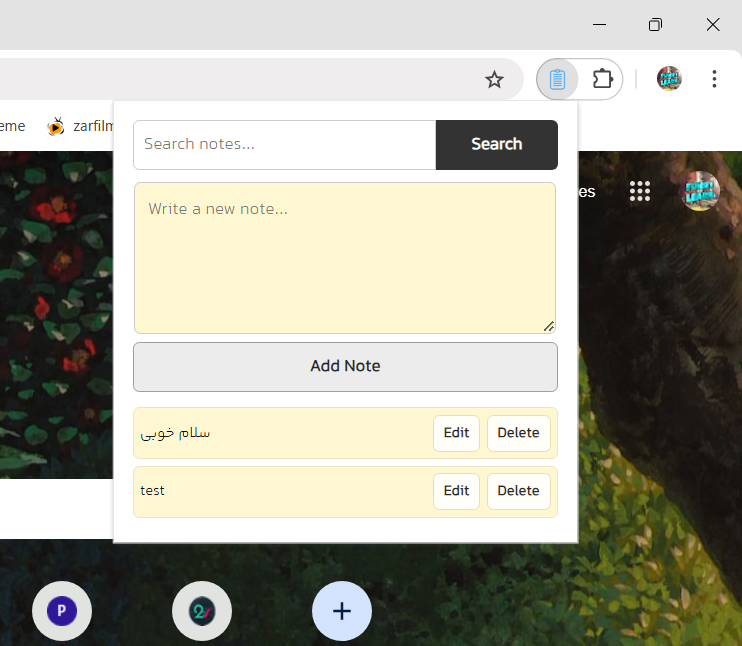 eme zarfilm
Search notes... Search
Write a new note...
es
Add Note
سلام خوبی Edit Delete
test Edit Delete
P